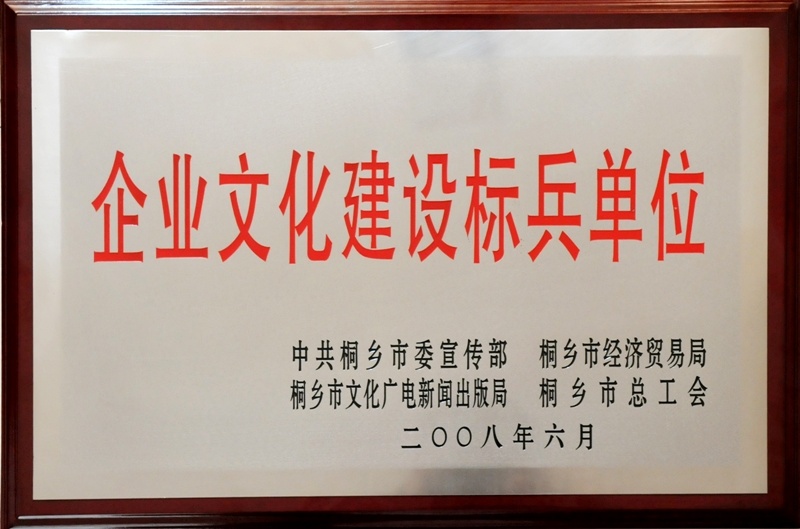 企业文化建设标兵单位
中共桐乡市委宣传部 桐乡市经济贸易局
桐乡市文化广电新闻出版局 桐乡市总工会
二〇〇八年六月